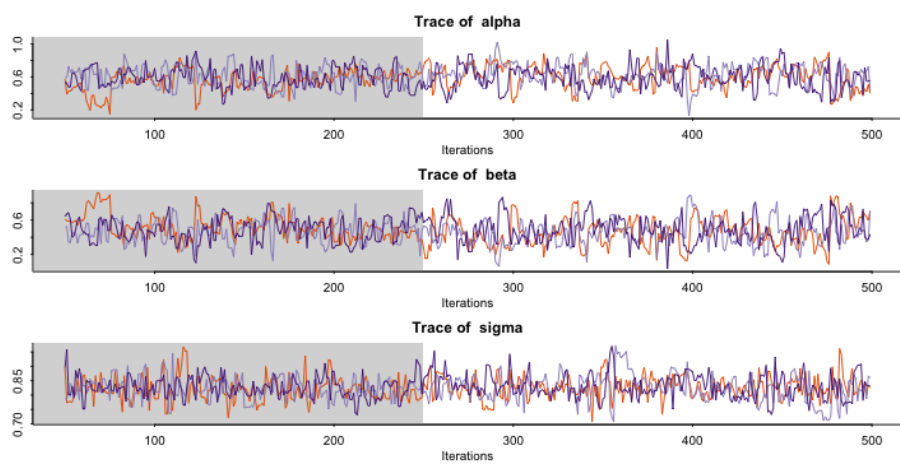 Trace of alpha
1.0
0.6
0.2
100 200 300 400 500
Iterations
Trace of beta
0.6
0.2
100 200 300 400 500
Iterations
Trace of sigma
0.85
0.70
100 200 300 400 500
Iterations